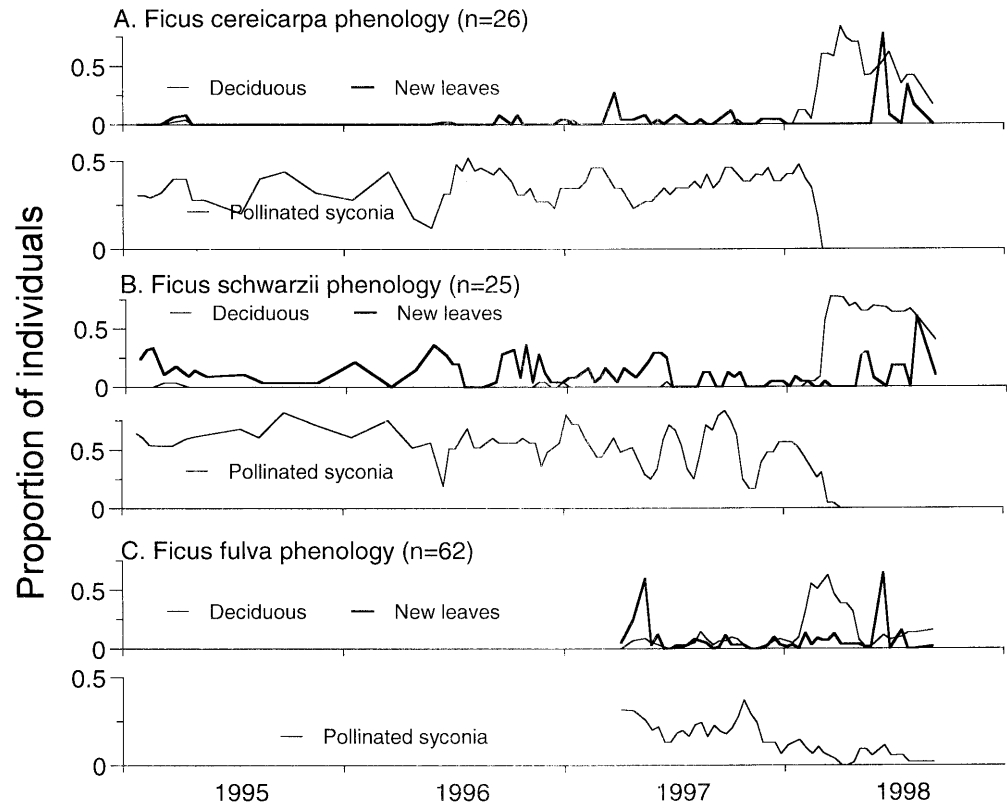 A. Ficus cereicarpa phenology (n=26)
0.5
Deciduous New leaves
0
0.5
Pollinated syconia
0
B. Ficus schwarzii phenology (n=25)
Deciduous New leaves
0.5
0
0.5
Pollinated syconia
0
C. Ficus fulva phenology (n=62)
0.5
Deciduous New leaves
0
0.5
Pollinated syconia
0
1995 1996 1997 1998
Proportion of individuals